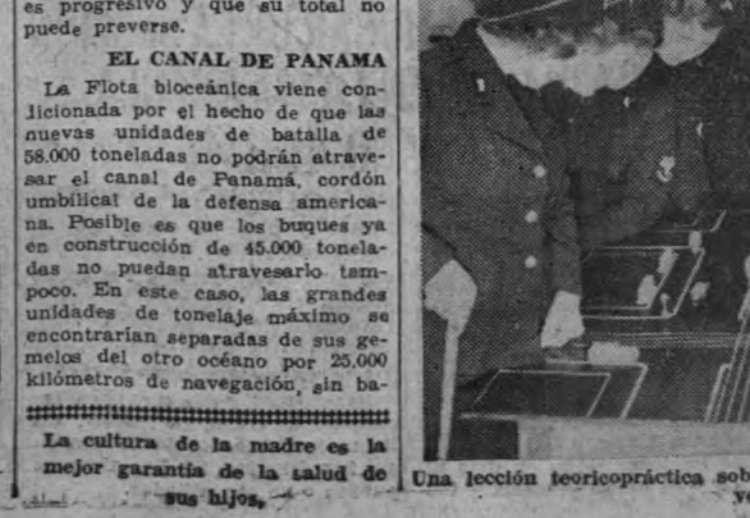 es progresivo y que su total no
puede preverse.
EL CANAL DE PANAMA
La Flota bioceánica viene con-
dicionada por el hecho de que las
nuevas unidades de batalla de
58.000 toneladas no podrán atrave-
sar el canal de Panamá, cordón
umbilical de la defensa america-
na. Posible es que los buques ya
en construcción de 45.000 tonela-
das no puedan atravesarlo tam-
poco. En este caso, las grandes
unidades de tonelaje máximo se
encontrarían separadas de sus ge-
melos del otro océano por 25.000
kilómetros de navegación, sin ba-
La cultura de la madre es la
mejor garantía de la salud de
sus hijos.
Una lección teoricopráctica sob